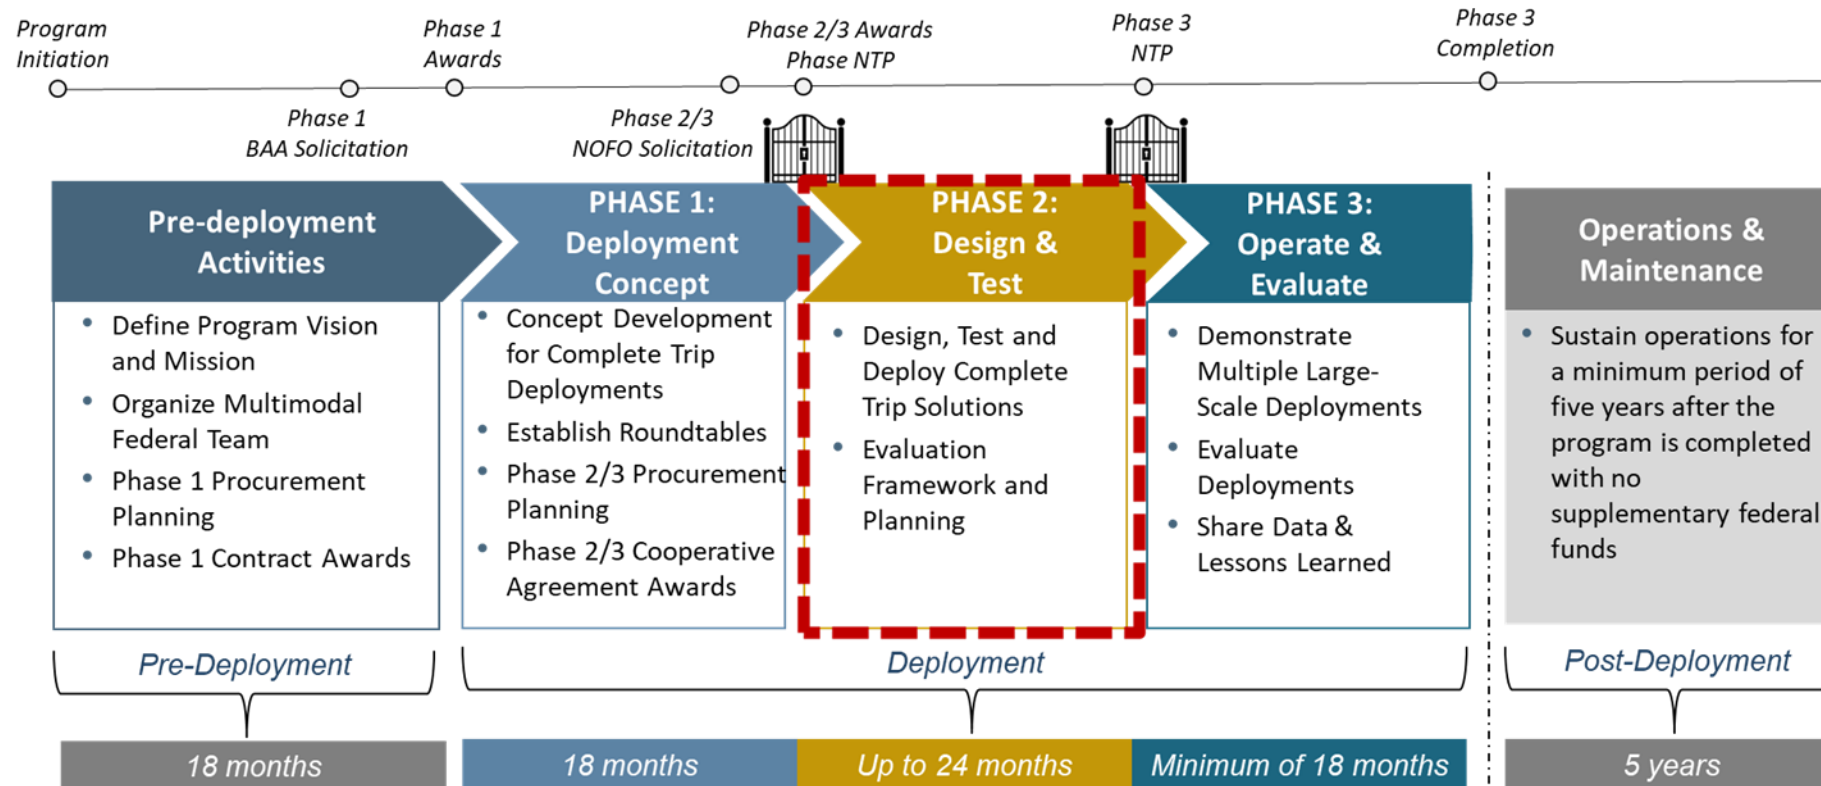 Program
Initiation
Phase 1
Awards
Phase 2/3 Awards
Phase NTP
Phase 3
NTP
Phase 3
Completion
Phase 1
BAA Solicitation
Phase 2/3
NOFO Solicitation
Pre-deployment
Activities
• Define Program Vision
and Mission
• Organize Multimodal
Federal Team
• Phase 1 Procurement
Planning
• Phase 1 Contract Awards
PHASE 1:
Deployment
Concept
• Concept Development
for Complete Trip
Deployments
• Establish Roundtables
• Phase 2/3 Procurement
Planning
• Phase 2/3 Cooperative
Agreement Awards
PHASE 2:
Design &
Test
• Design, Test and
Deploy Complete
Trip Solutions
• Evaluation
Framework and
Planning
PHASE 3:
Operate &
Evaluate
• Demonstrate
Multiple Large-
Scale Deployments
• Evaluate
Deployments
• Share Data &
Lessons Learned
Operations &
Maintenance
• Sustain operations for
a minimum period of
five years after the
program is completed
with no
supplementary federal
funds
Pre-Deployment
Deployment
Post-Deployment
18 months
18 months
Up to 24 months
Minimum of 18 months
5 years